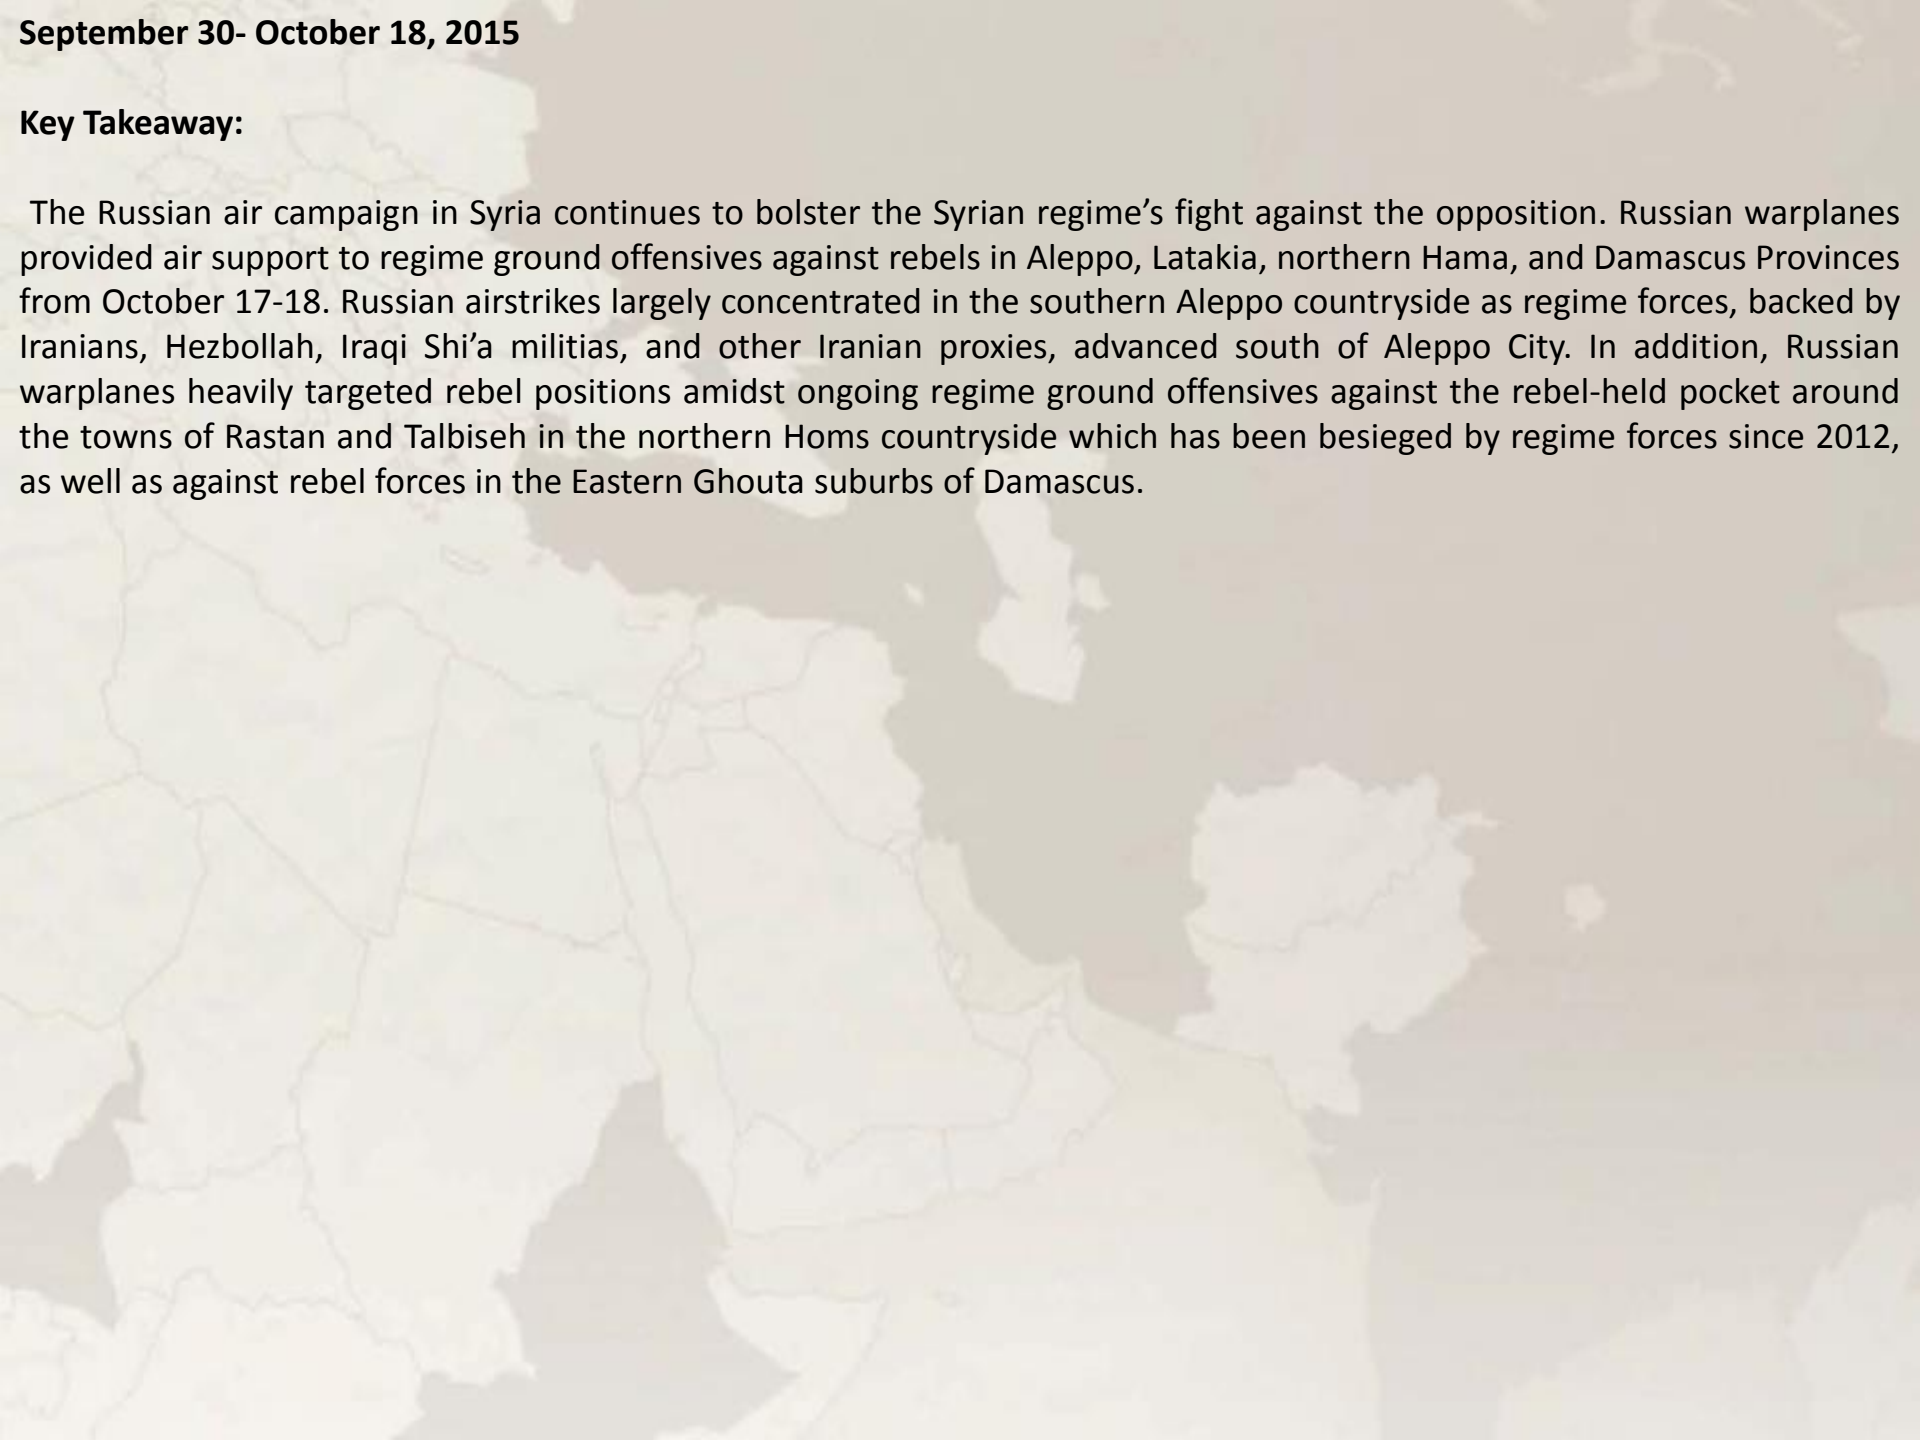 September 30- October 18, 2015
Key Takeaway:
The Russian air campaign in Syria continues to bolster the Syrian regime’s fight against the opposition. Russian warplanes
provided air support to regime ground offensives against rebels in Aleppo, Latakia, northern Hama, and Damascus Provinces
from October 17-18. Russian airstrikes largely concentrated in the southern Aleppo countryside as regime forces, backed by
Iranians, Hezbollah, Iraqi Shi’a militias, and other Iranian proxies, advanced south of Aleppo City. In addition, Russian
warplanes heavily targeted rebel positions amidst ongoing regime ground offensives against the rebel-held pocket around
the towns of Rastan and Talbiseh in the northern Homs countryside which has been besieged by regime forces since 2012,
as well as against rebel forces in the Eastern Ghouta suburbs of Damascus.